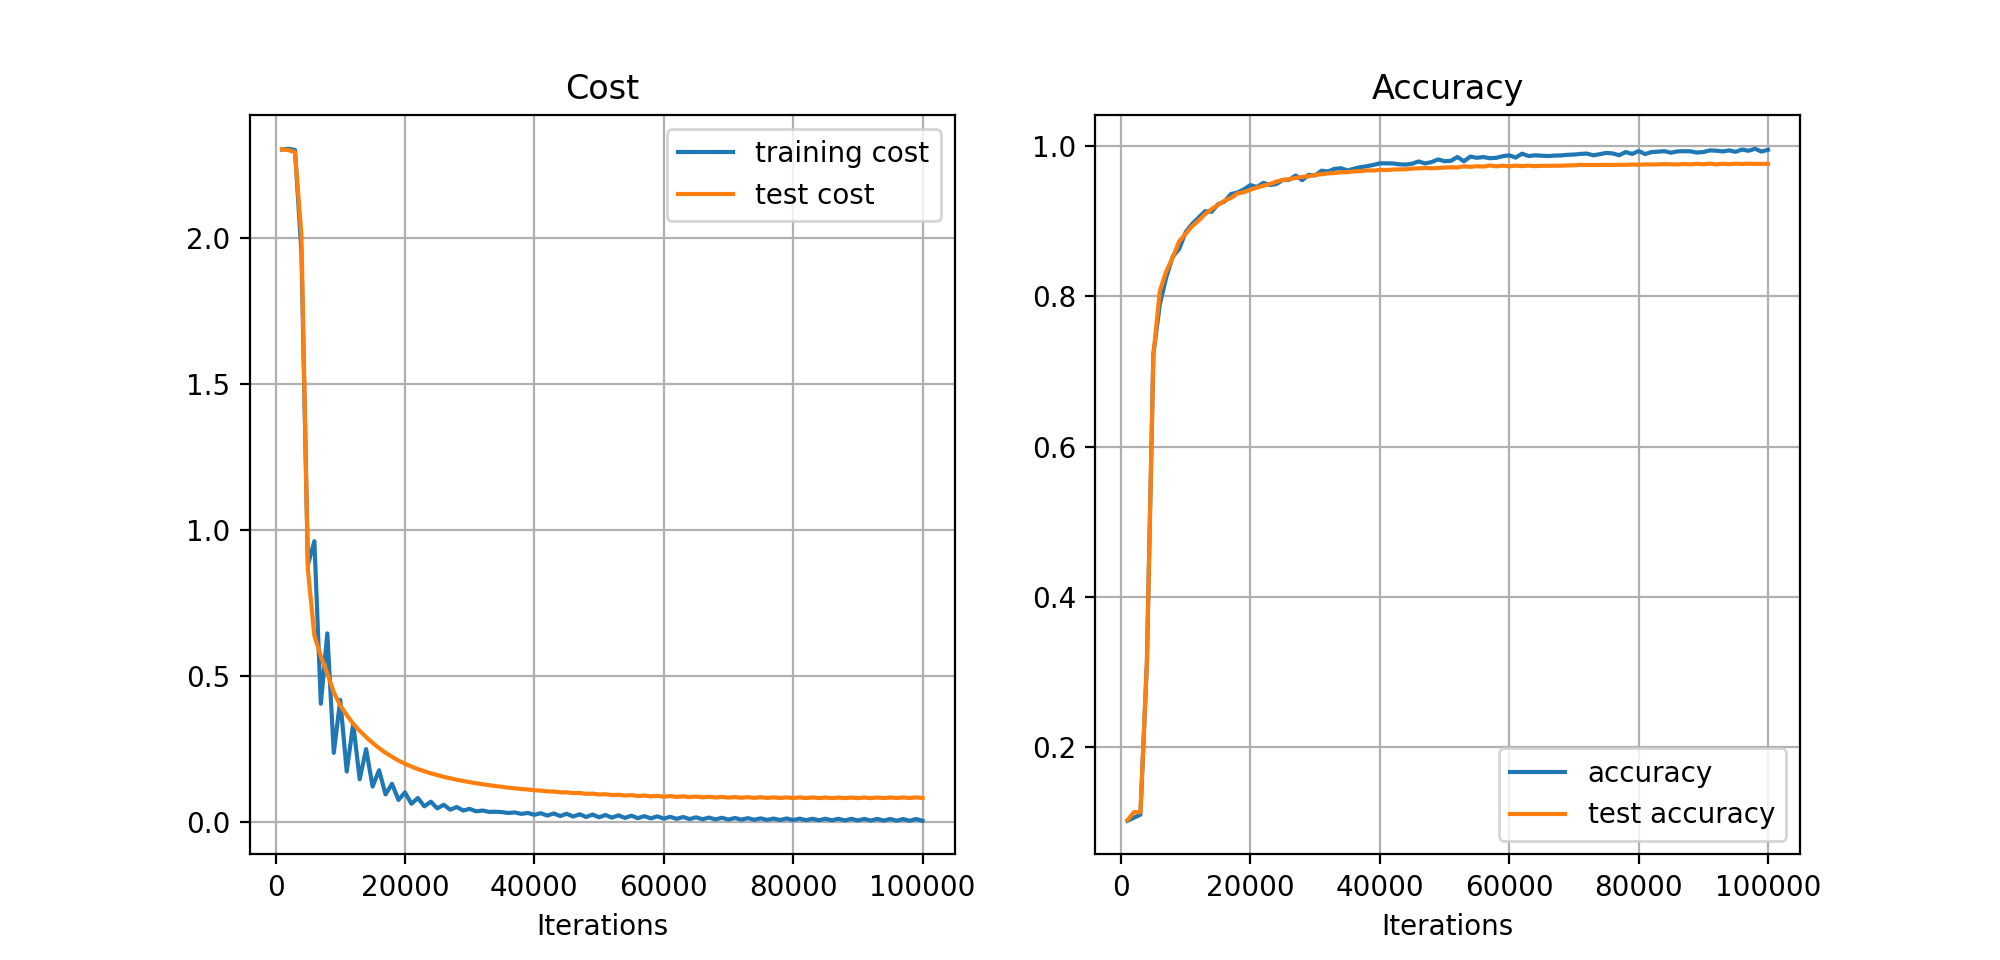 Cost
training cost
test cost
2.0
1.5
1.0
0.5
0.0
0 20000 40000 60000 80000 100000
Iterations
Accuracy
1.0
0.8
0.6
0.4
0.2
accuracy
test accuracy
0 20000 40000 60000 80000 100000
Iterations